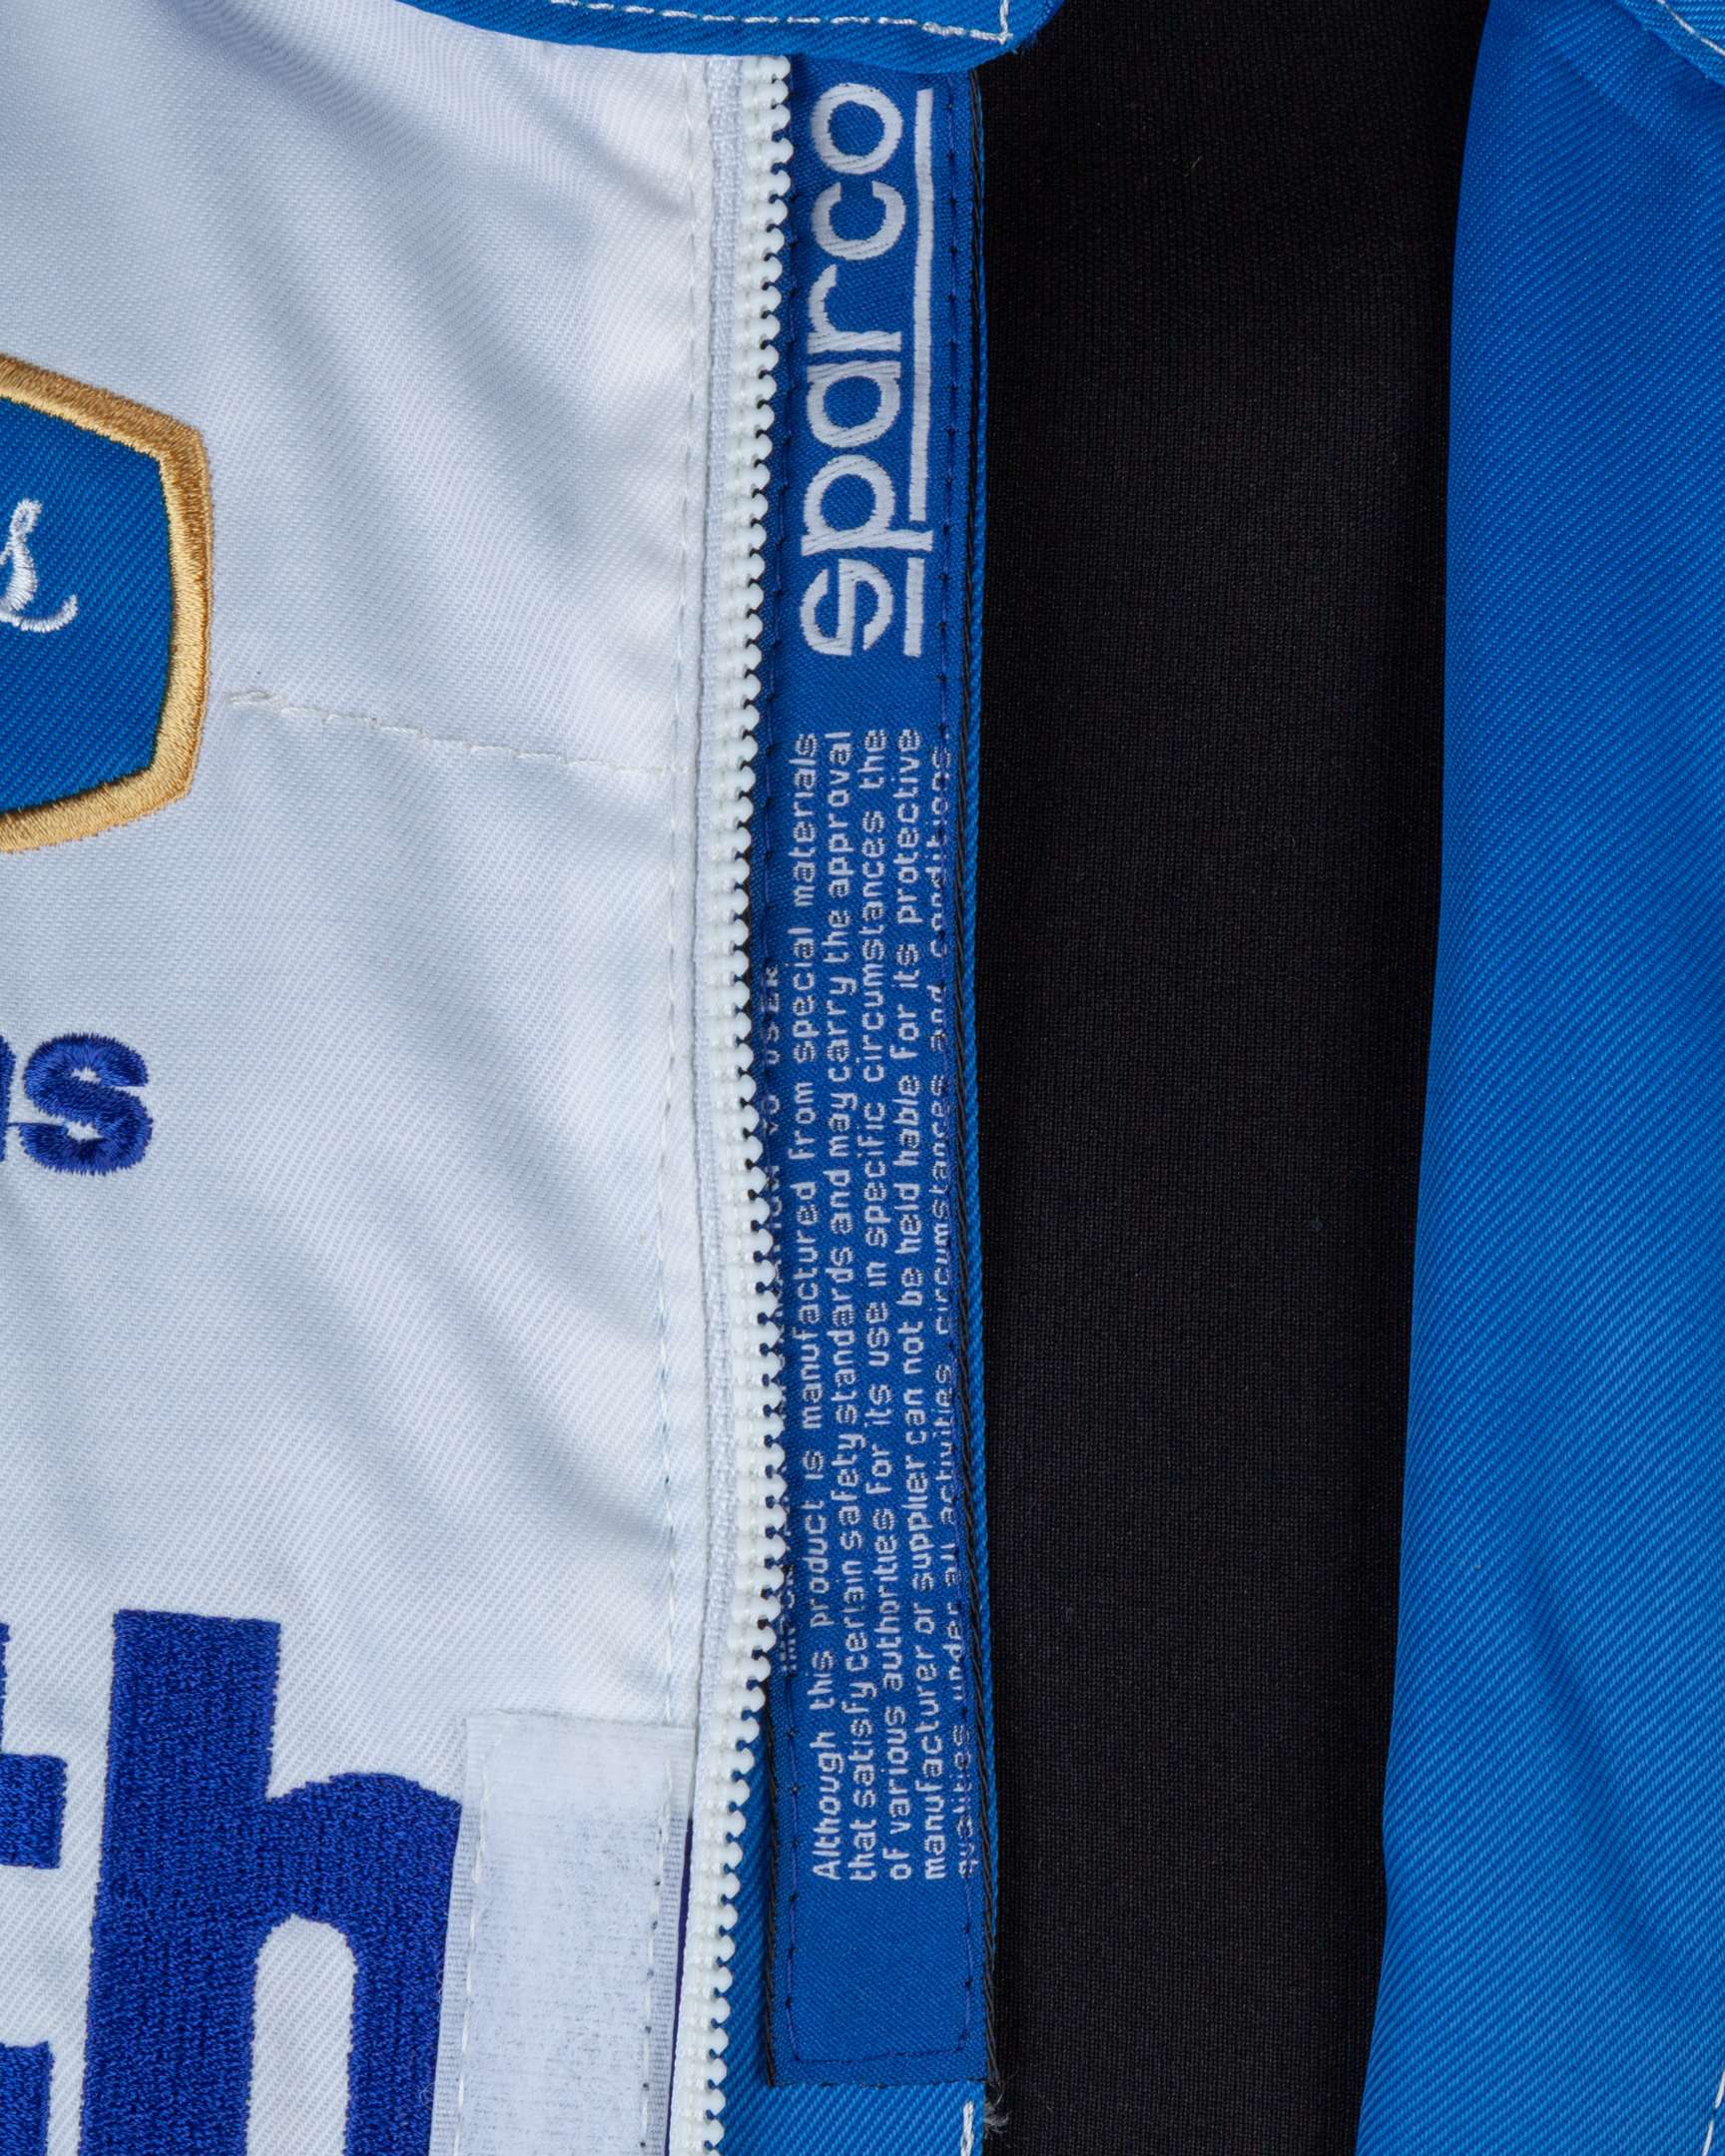 sparco
TO USER
Although this product is manufactured from special materials
that satisfy certain safety standards and may carry the approval
of various authorities for its use in specific circumstances the
manufacturer or supplier can not be held hable for its protective
qualities under all activities circumstances and conditions.
s
as
h